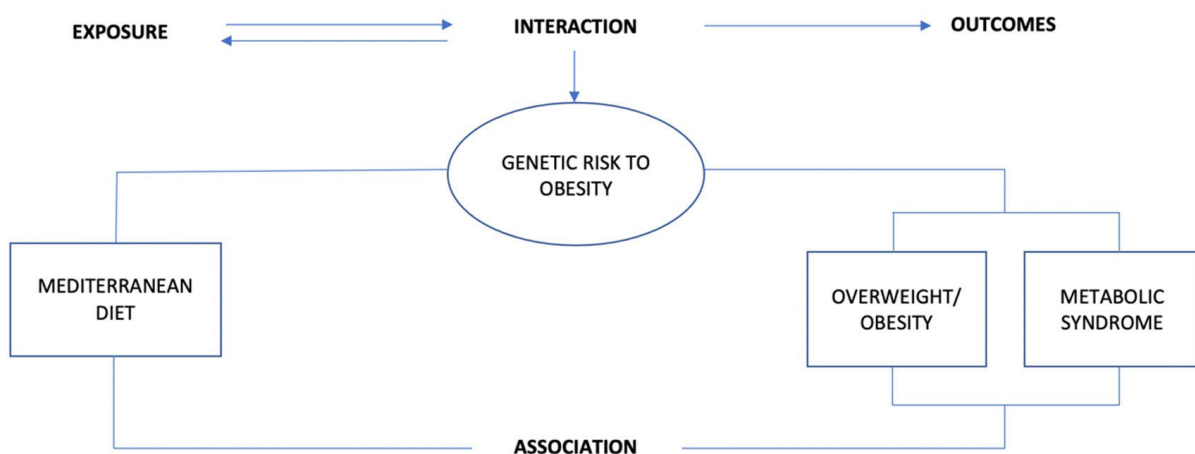 EXPOSURE
INTERACTION
OUTCOMES
GENETIC RISK TO
OBESITY
MEDITERRANEAN
DIET
OVERWEIGHT/
OBESITY
METABOLIC
SYNDROME
ASSOCIATION